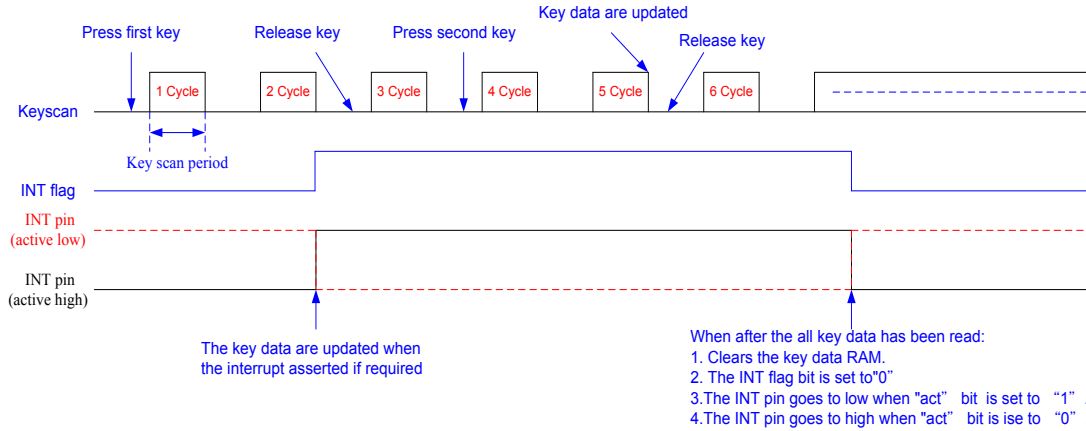 Key data are updated
Press first key
Release key
Press second key
Release key
1 Cycle
2 Cycle
3 Cycle
4 Cycle
5 Cycle
6 Cycle
Keyscan
Key scan period
INT flag
INT pin
(active low)
INT pin
(active high)
The key data are updated when
the interrupt asserted if required
When after the all key data has been read:
1. Clears the key data RAM.
2. The INT flag bit is set to"0”
3.The INT pin goes to low when "act” bit is set to “1” .
4.The INT pin goes to high when "act” bit is ise to “0”